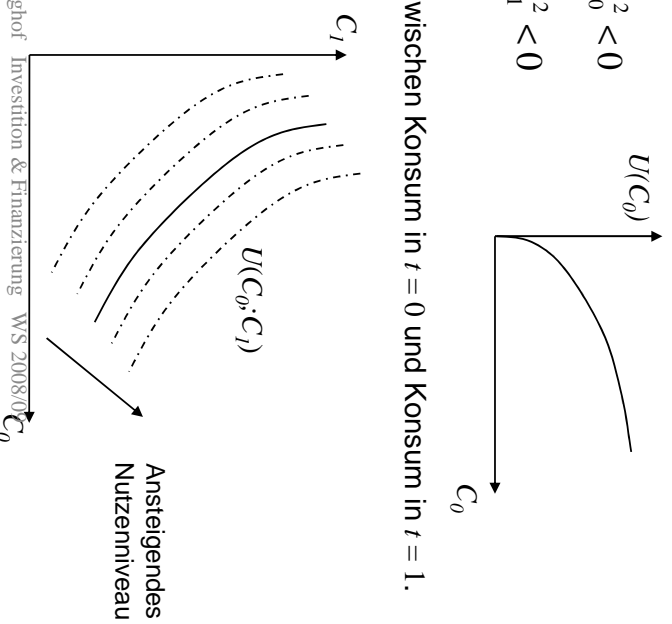 U(C₀)
₀² < 0
₁² < 0
C₀
wischen Konsum in t = 0 und Konsum in t = 1.
C₁
U(C₀;C₁)
Ansteigendes
Nutzenniveau
C₀
ghof Investition & Finanzierung WS 2008/0